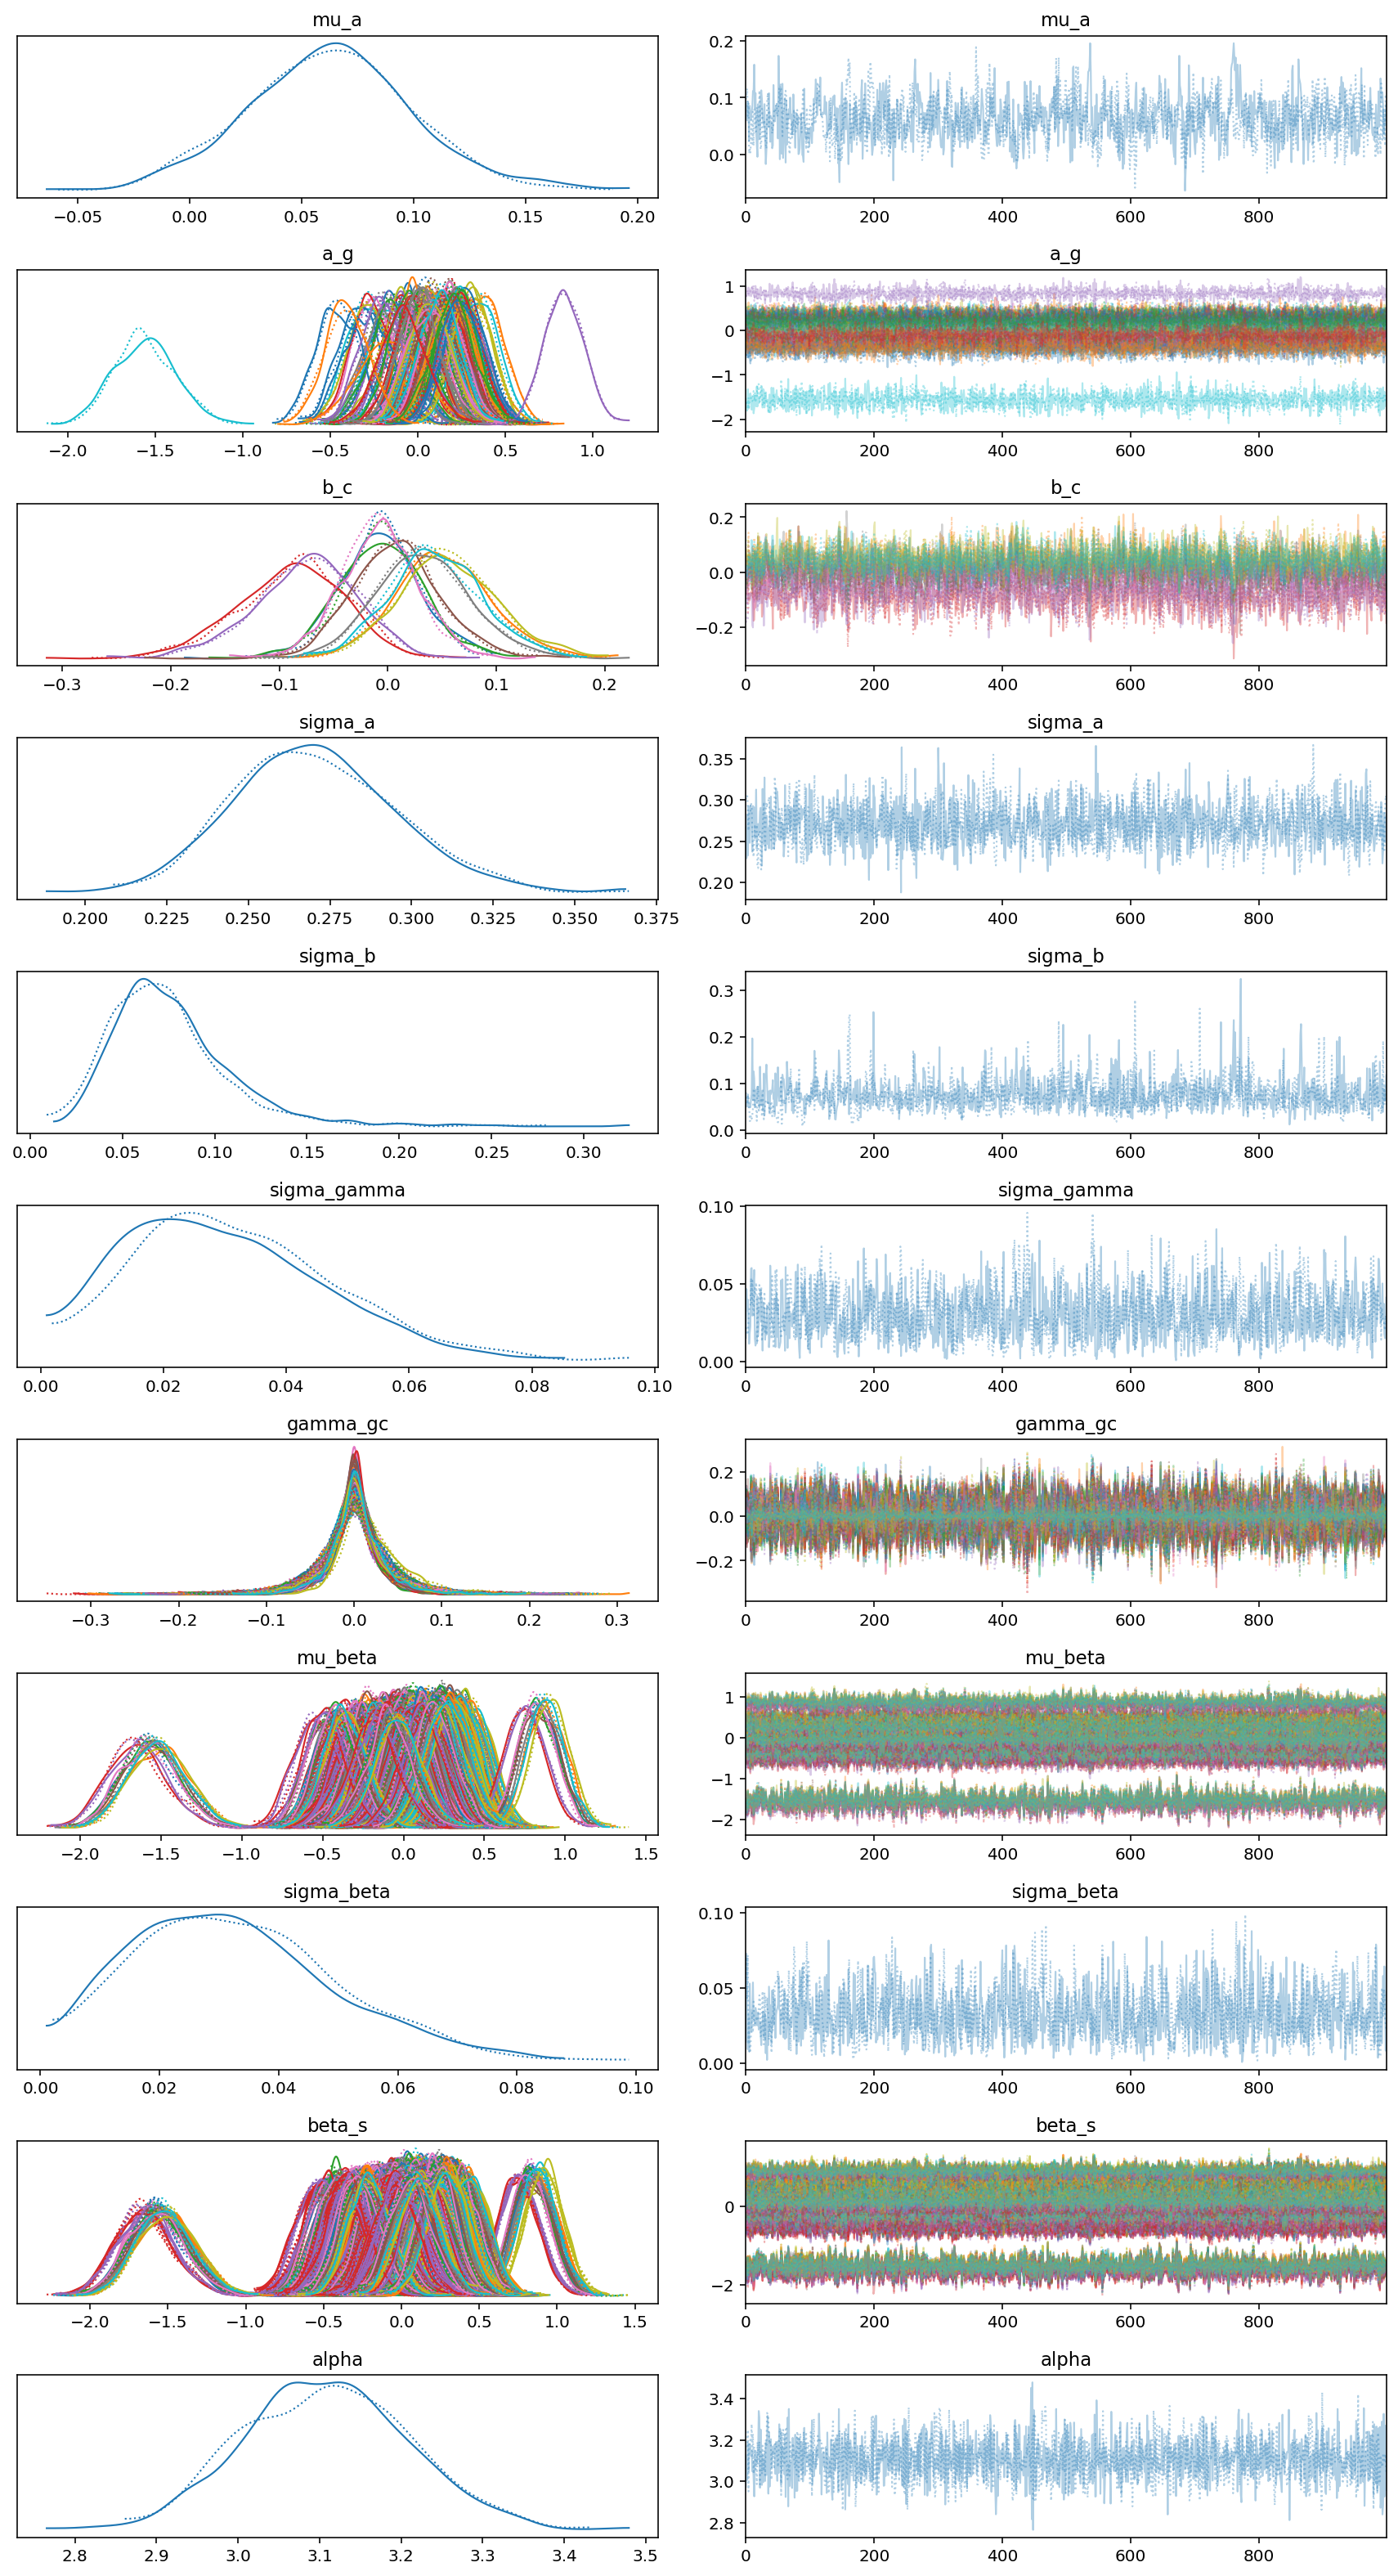 mu_a mu_a
0.2
0.1
0.0
−0.05 0.00 0.05 0.10 0.15 0.20 0 200 400 600 800
a_g a_g
1
0
−1
−2
−2.0 −1.5 −1.0 −0.5 0.0 0.5 1.0 0 200 400 600 800
b_c b_c
0.2
0.0
−0.2
−0.3 −0.2 −0.1 0.0 0.1 0.2 0 200 400 600 800
sigma_a sigma_a
0.35
0.30
0.25
0.20
0.200 0.225 0.250 0.275 0.300 0.325 0.350 0.375 0 200 400 600 800
sigma_b sigma_b
0.3
0.2
0.1
0.0
0.00 0.05 0.10 0.15 0.20 0.25 0.30 0 200 400 600 800
sigma_gamma sigma_gamma
0.10
0.05
0.00
0.00 0.02 0.04 0.06 0.08 0.10 0 200 400 600 800
gamma_gc gamma_gc
0.2
0.0
−0.2
−0.3 −0.2 −0.1 0.0 0.1 0.2 0.3 0 200 400 600 800
mu_beta mu_beta
1
0
−1
−2
−2.0 −1.5 −1.0 −0.5 0.0 0.5 1.0 1.5 0 200 400 600 800
sigma_beta sigma_beta
0.10
0.05
0.00
0.00 0.02 0.04 0.06 0.08 0.10 0 200 400 600 800
beta_s beta_s
0
−2
−2.0 −1.5 −1.0 −0.5 0.0 0.5 1.0 1.5 0 200 400 600 800
alpha alpha
3.4
3.2
3.0
2.8
2.8 2.9 3.0 3.1 3.2 3.3 3.4 3.5 0 200 400 600 800